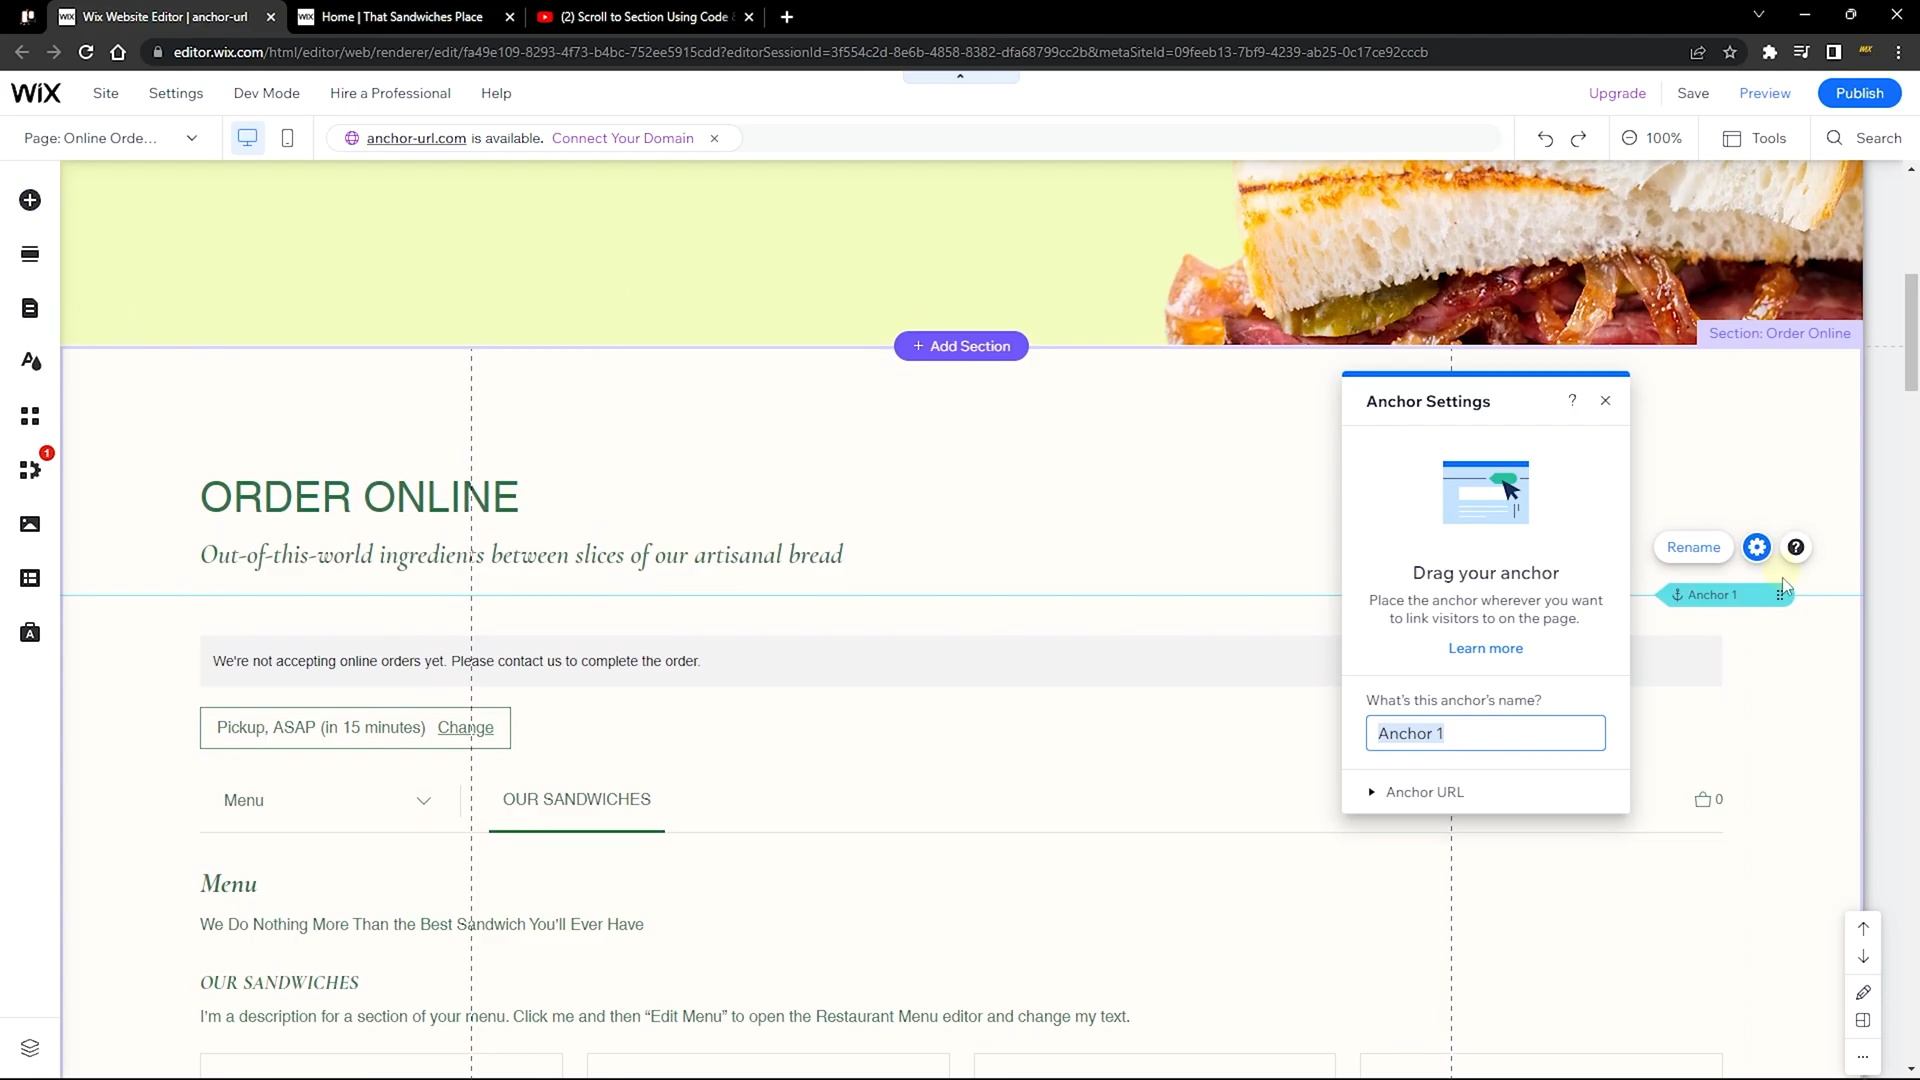 Wix Website Editor | anchor-url
Home | That Sandwiches Place
(2) Scroll to Section Using Code
editor.wix.com/html/editor/web/renderer/edit/fa49e109-8293-4f73-b4bc-752ee5915cdd?editorSessionId=3f554c2d-8e6b-4858-8382-dfa68799cc2b&metaSiteId=09feeb13-7bf9-4239-ab25-0c17ce92cccb
WiX Site Settings Dev Mode Hire a Professional Help Upgrade Save Preview Publish
Page: Online Orde... anchor-url.com is available. Connect Your Domain 100% Tools Search
+ Add Section
Section: Order Online
Anchor Settings ?
ORDER ONLINE
Out-of-this-world ingredients between slices of our artisanal bread
Rename ?
Drag your anchor
Anchor 1
Place the anchor wherever you want
to link visitors to on the page.
Learn more
We're not accepting online orders yet. Please contact us to complete the order.
What's this anchor's name?
Anchor 1
Pickup, ASAP (in 15 minutes) Change
Anchor URL
Menu OUR SANDWICHES 0
Menu
We Do Nothing More Than the Best Sandwich You'll Ever Have
OUR SANDWICHES
I'm a description for a section of your menu. Click me and then “Edit Menu” to open the Restaurant Menu editor and change my text.
1